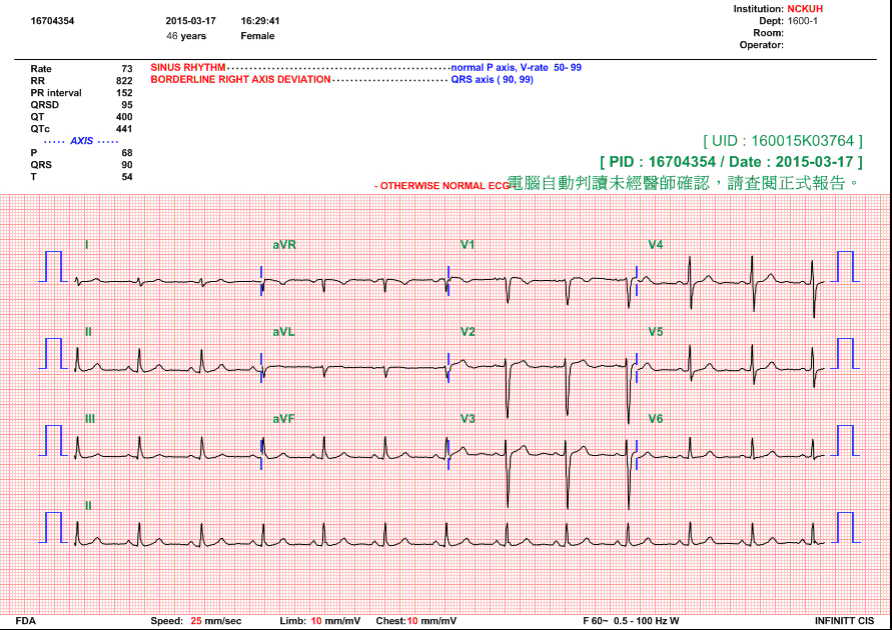 Institution: NCKUH
16704354 2015-03-17 16:29:41 Dept: 1600-1
46 years Female Room:
Operator:
Rate 73 SINUS RHYTHM normal P axis, V-rate 50- 99
RR 822 BORDERLINE RIGHT AXIS DEVIATION QRS axis ( 90, 99)
PR interval 152
QRSD 95
QT 400
QTc 441
----- AXIS -----
P 68
QRS 90
T 54
[ UID : 160015K03764 ]
[ PID : 16704354 / Date : 2015-03-17 ]
- OTHERWISE NORMAL ECG
電腦自動判讀未經醫師確認，請查閱正式報告。
I aVR V1 V4
II aVL V2 V5
III aVF V3 V6
II
FDA Speed: 25 mm/sec Limb: 10 mm/mV Chest: 10 mm/mV F 60~ 0.5 - 100 Hz W INFINITT CIS